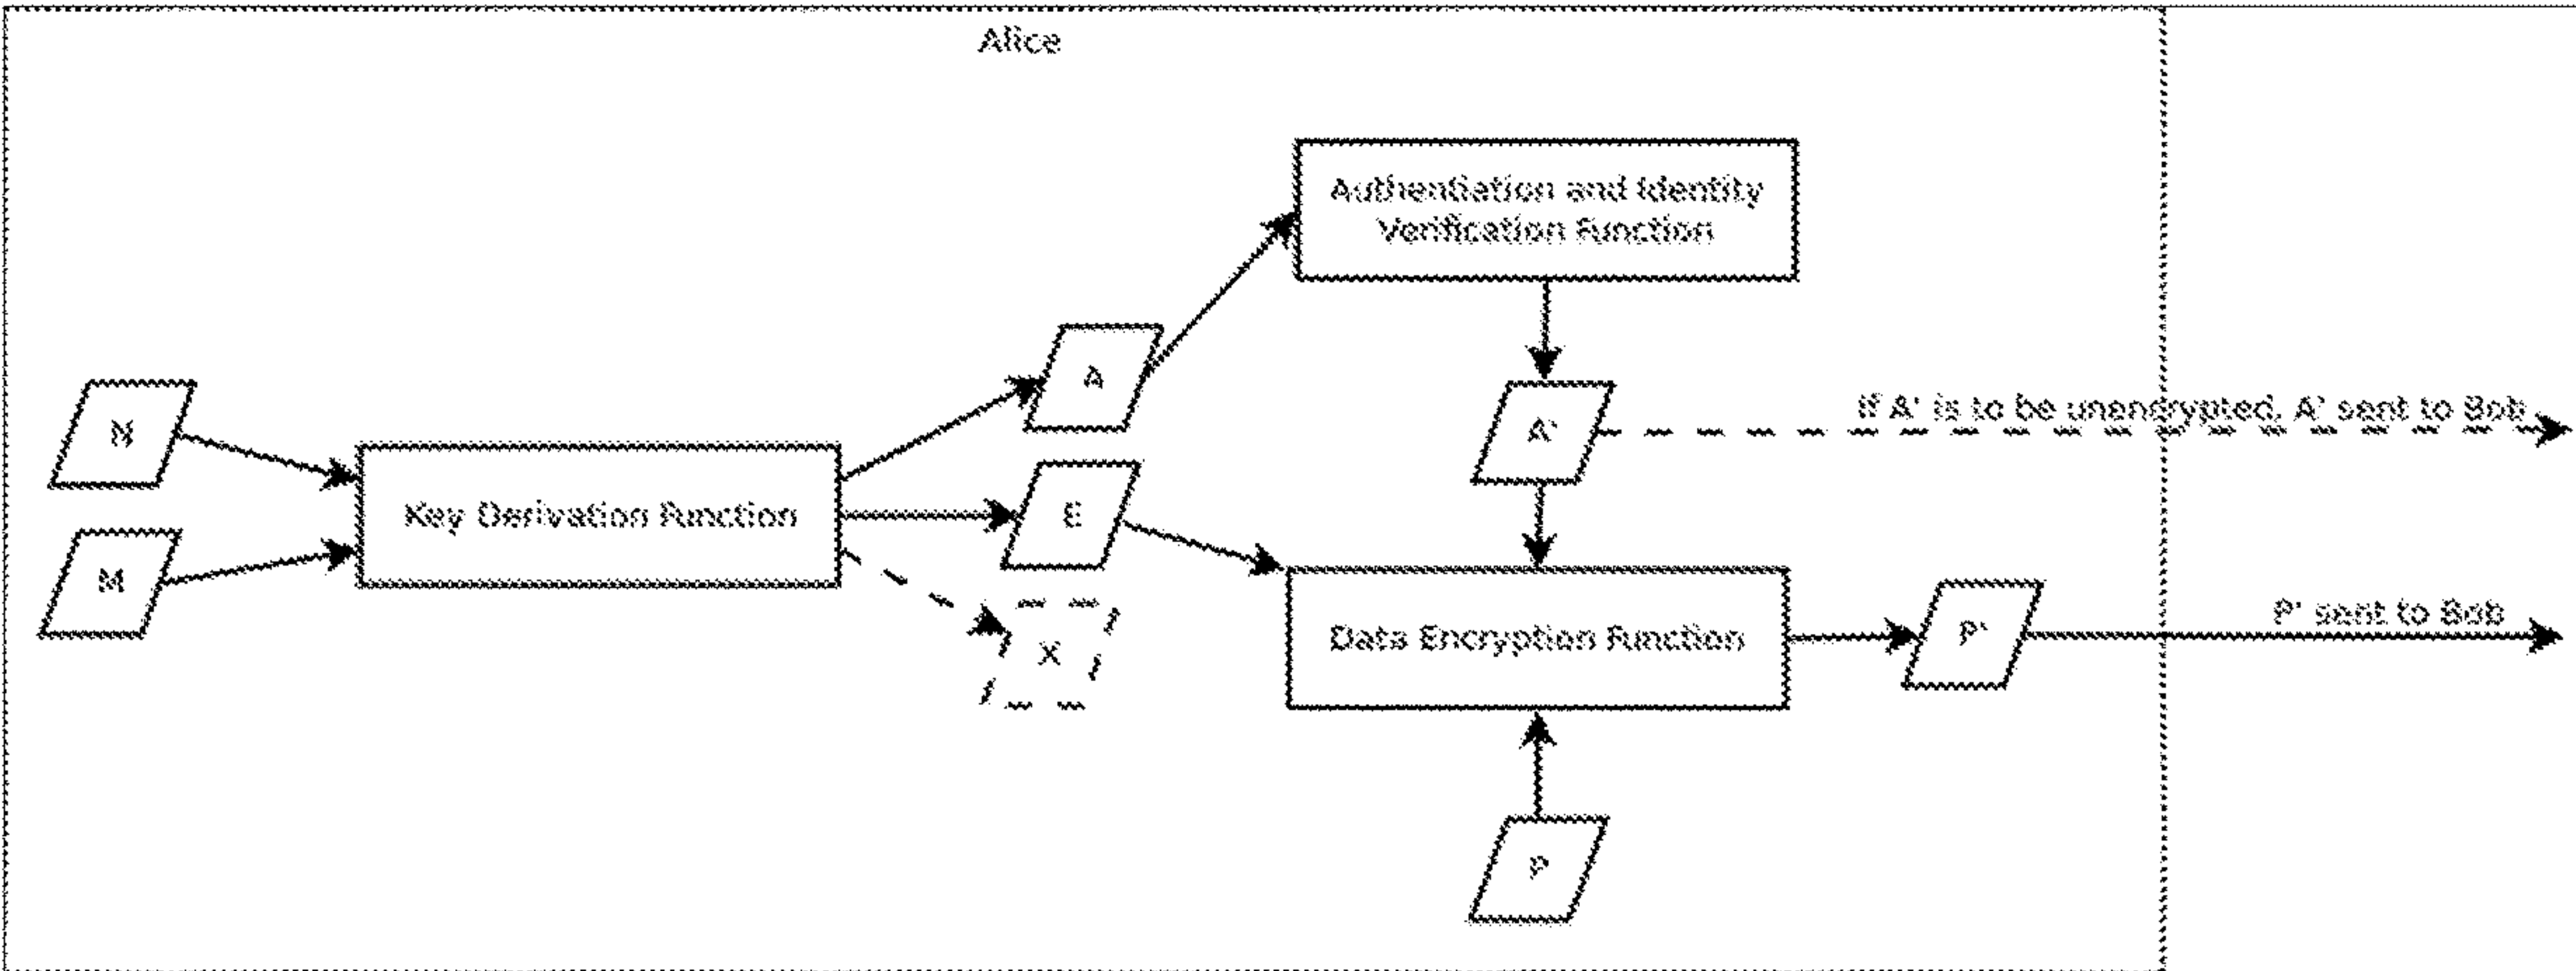 Alice
Authentiation and Identity
Verification Function
A
N
A'
If A' is to be unencrypted, A' sent to Bob
Key Derivation Function
E
M
X
Data Encryption Function
P'
P' sent to Bob
P